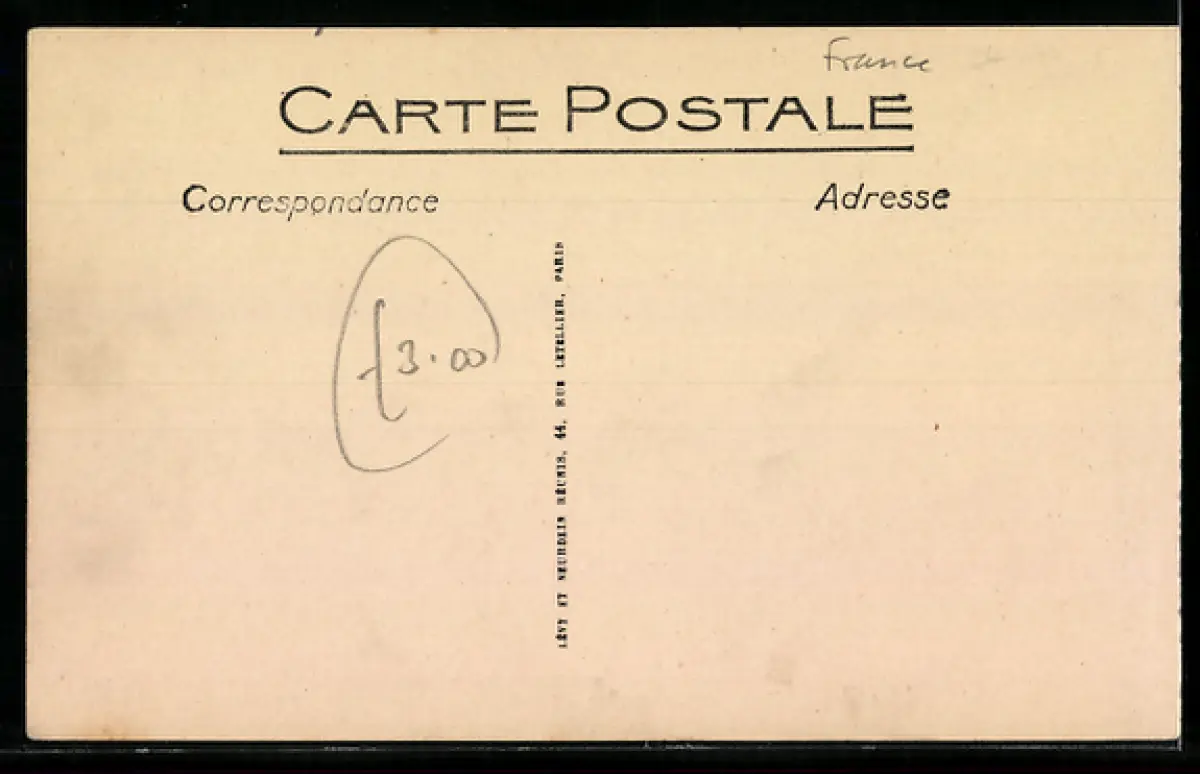 France
CARTE POSTALE
Correspondance
Adresse
£3.00
LÉVY ET NEURDEIN RÉUNIS, 44, RUE LETELLIER, PARIS